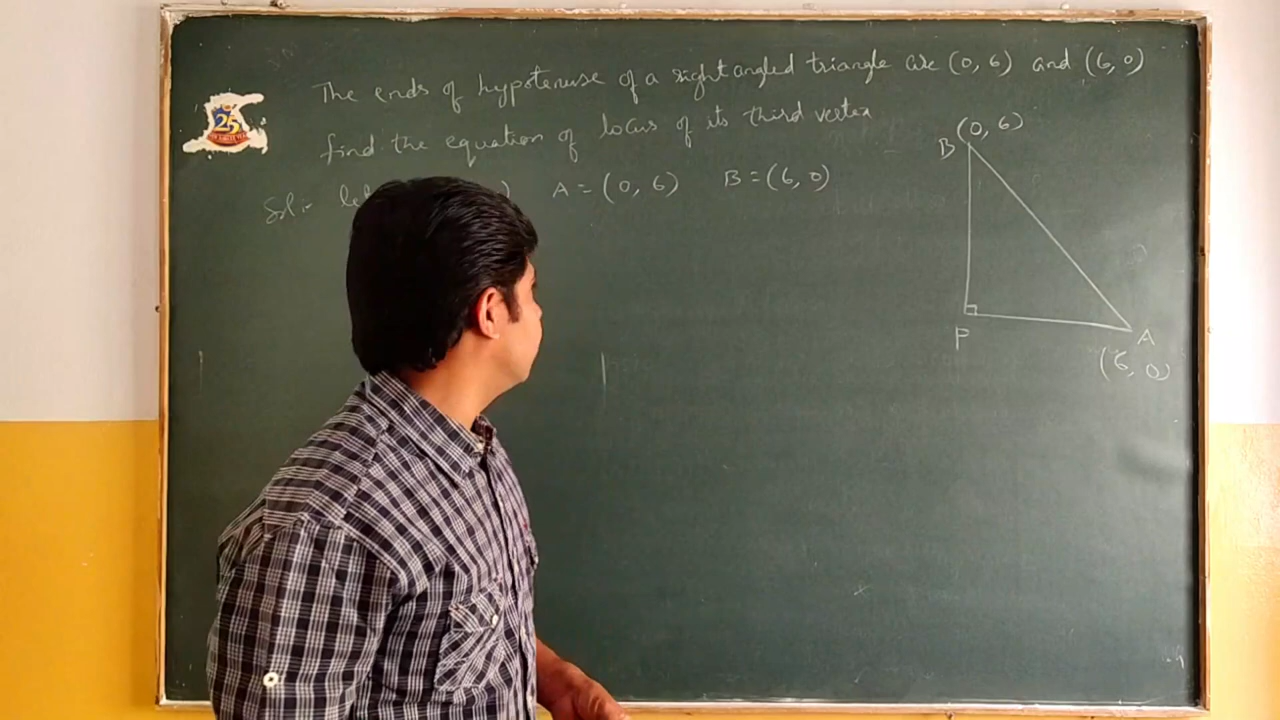 The ends of hypotenuse of a right angled triangle are (0, 6) and (6, 0)
find the equation of locus of its third vertex
Sol:- let ) A = (0, 6) B = (6, 0)
B (0, 6)
P
A
(6, 0)
25